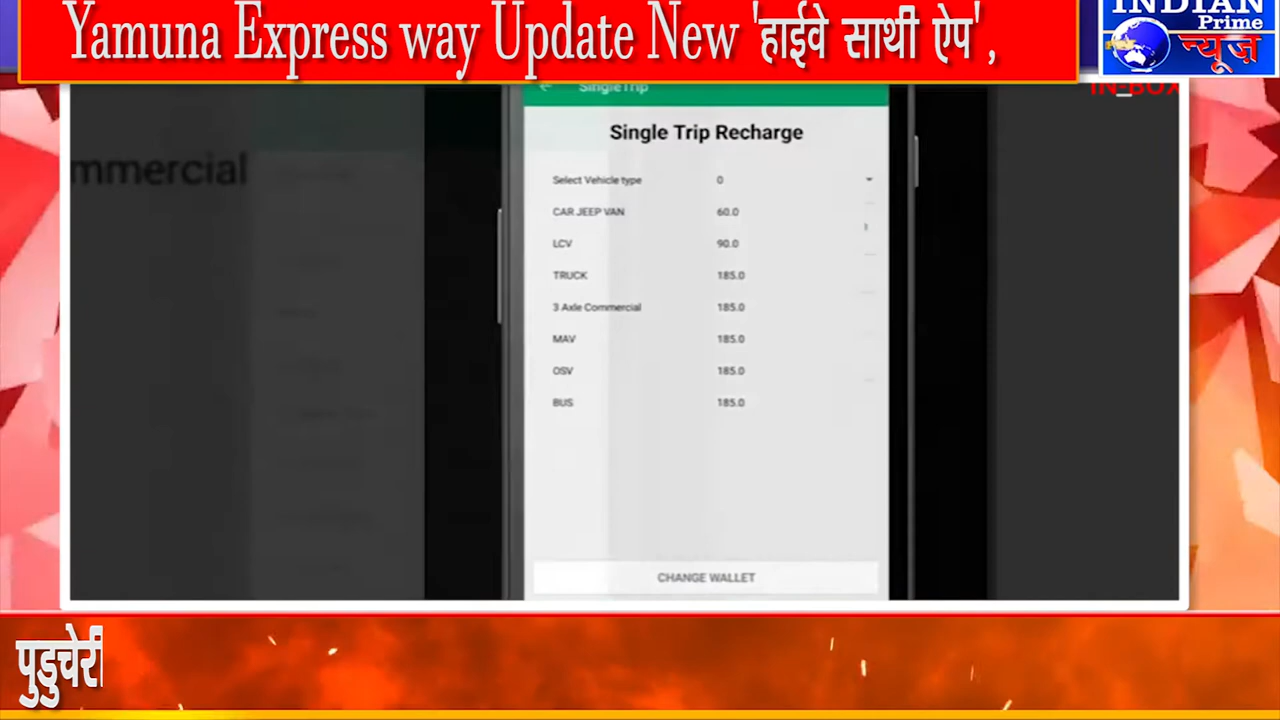 Yamuna Express way Update New 'हाईवे साथी ऐप',
INDIAN
Prime
न्यूज़
IN-BOX
SingleTrip
mmercial
Single Trip Recharge
Select Vehicle type 0
CAR JEEP VAN 60.0
LCV 90.0
TRUCK 185.0
3 Axle Commercial 185.0
MAV 185.0
OSV 185.0
BUS 185.0
CHANGE WALLET
पुडुचेरी